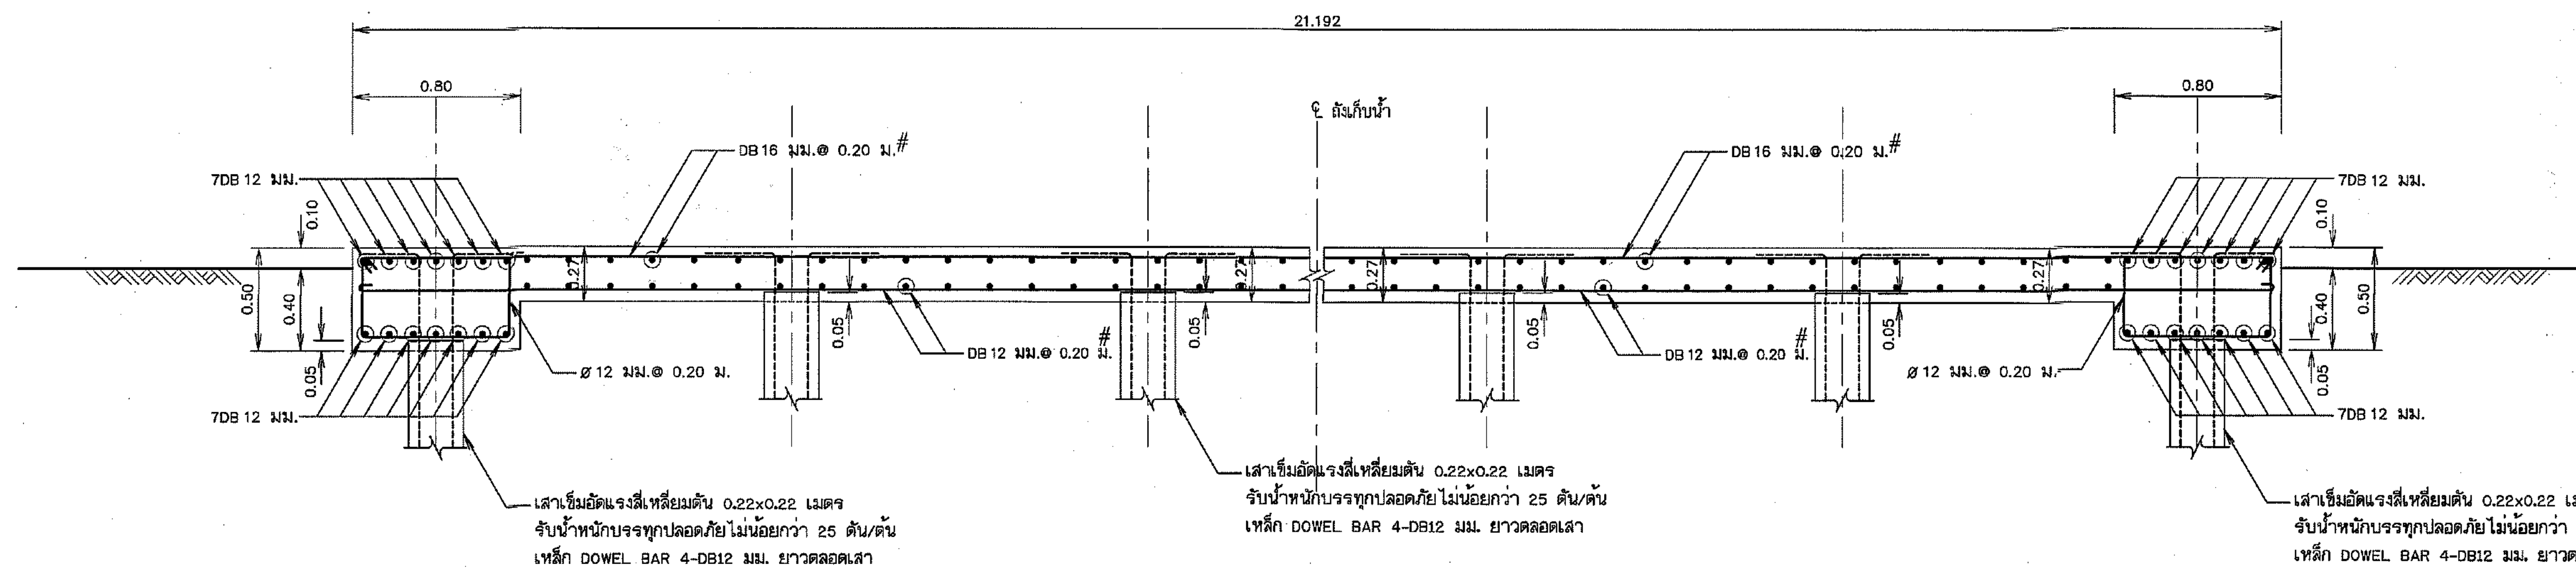 21.192
0.80
0.80
℄ ถังเก็บน้ำ
DB 16 มม.@ 0.20 ม.#
DB 16 มม.@ 0.20 ม.#
7DB 12 มม.
7DB 12 มม.
0.10
0.10
0.50
0.40
0.05
0.27
0.27
0.27
0.27
0.40
0.50
0.05
0.05
0.05
0.05
0.05
DB 12 มม.@ 0.20 ม.#
DB 12 มม.@ 0.20 ม.#
Ø 12 มม.@ 0.20 ม.
Ø 12 มม.@ 0.20 ม.
7DB 12 มม.
7DB 12 มม.
เสาเข็มอัดแรงสี่เหลี่ยมตัน 0.22x0.22 เมตร
รับน้ำหนักบรรทุกปลอดภัยไม่น้อยกว่า 25 ตัน/ต้น
เหล็ก DOWEL BAR 4-DB12 มม. ยาวตลอดเสา
เสาเข็มอัดแรงสี่เหลี่ยมตัน 0.22x0.22 เมตร
รับน้ำหนักบรรทุกปลอดภัยไม่น้อยกว่า 25 ตัน/ต้น
เหล็ก DOWEL BAR 4-DB12 มม. ยาวตลอดเสา
เสาเข็มอัดแรงสี่เหลี่ยมตัน 0.22x0.22
รับน้ำหนักบรรทุกปลอดภัยไม่น้อยกว่า
เหล็ก DOWEL BAR 4-DB12 มม.